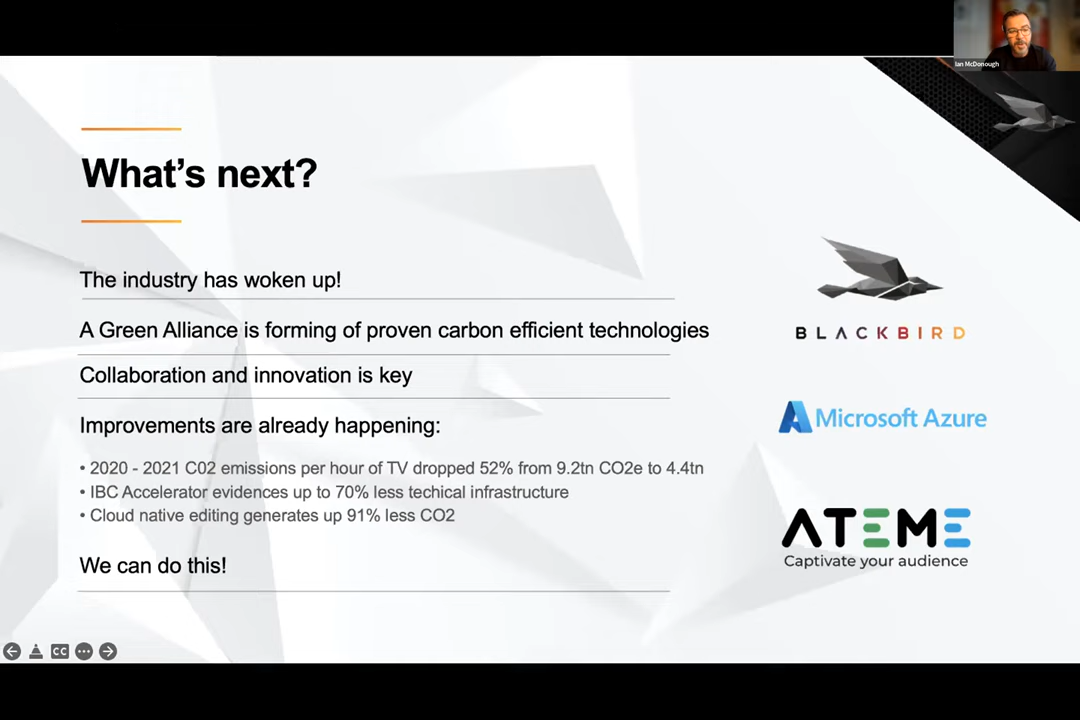 Ian McDonough
What's next?
The industry has woken up!
A Green Alliance is forming of proven carbon efficient technologies
Collaboration and innovation is key
Improvements are already happening:
• 2020 - 2021 C02 emissions per hour of TV dropped 52% from 9.2tn CO2e to 4.4tn
• IBC Accelerator evidences up to 70% less techical infrastructure
• Cloud native editing generates up 91% less CO2
We can do this!
BLACKBIRD
Microsoft Azure
ATEME
Captivate your audience
CC